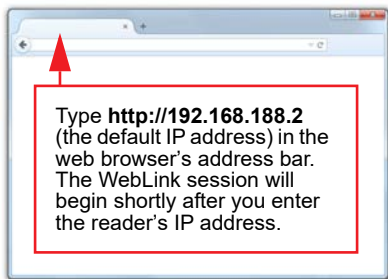 Type http://192.168.188.2
(the default IP address) in the
web browser's address bar.
The WebLink session will
begin shortly after you enter
the reader's IP address.